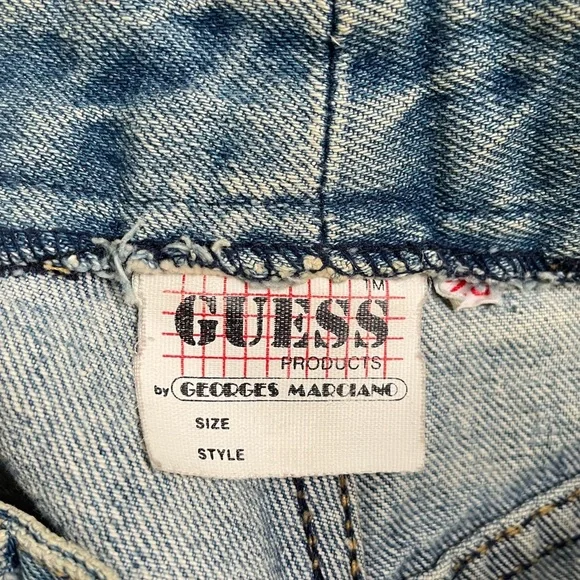 TM
GUESS
PRODUCTS
by GEORGES MARCIANO
SIZE
STYLE